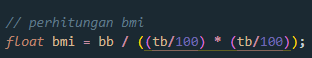 // perhitungan bmi
float bmi = bb / ((tb/100) * (tb/100));